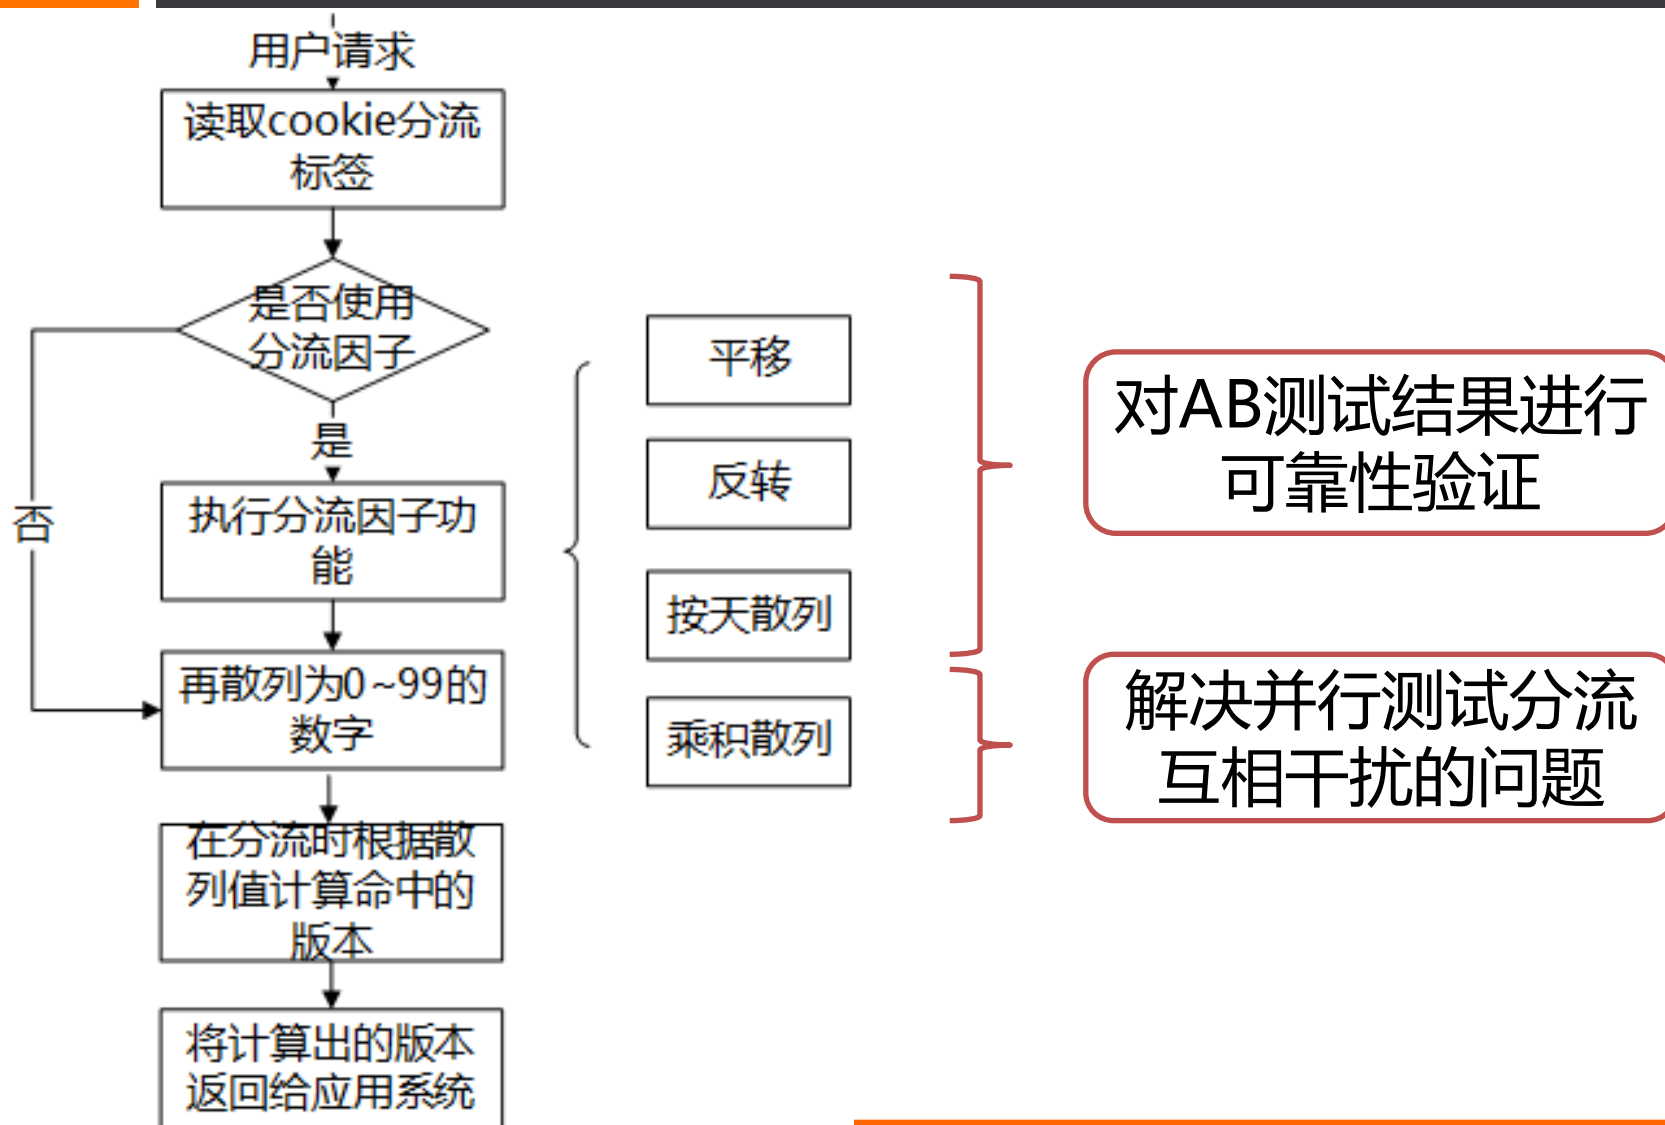 用户请求
读取cookie分流
标签
是否使用
分流因子
是
否
执行分流因子功
能
再散列为0~99的
数字
在分流时根据散
列值计算命中的
版本
将计算出的版本
返回给应用系统
平移
反转
按天散列
乘积散列
对AB测试结果进行
可靠性验证
解决并行测试分流
互相干扰的问题